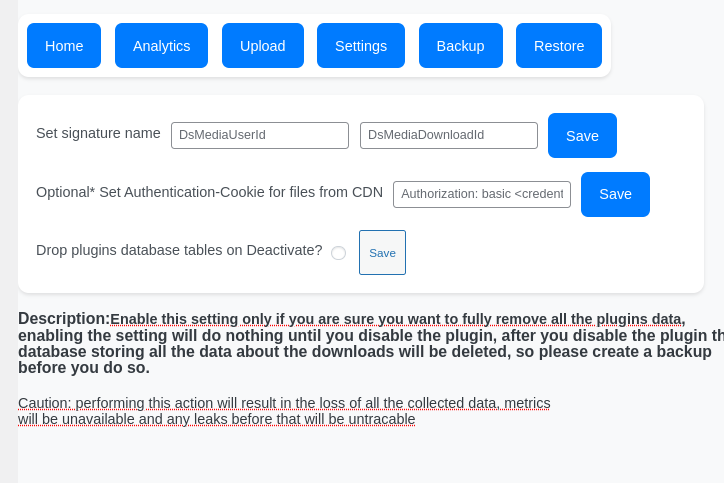 Home Analytics Upload Settings Backup Restore
Set signature name DsMediaUserId DsMediaDownloadId Save
Optional* Set Authentication-Cookie for files from CDN Authorization: basic <credent Save
Drop plugins database tables on Deactivate? Save
Description:Enable this setting only if you are sure you want to fully remove all the plugins data,
enabling the setting will do nothing until you disable the plugin, after you disable the plugin th
database storing all the data about the downloads will be deleted, so please create a backup
before you do so.
Caution: performing this action will result in the loss of all the collected data, metrics
will be unavailable and any leaks before that will be untracable